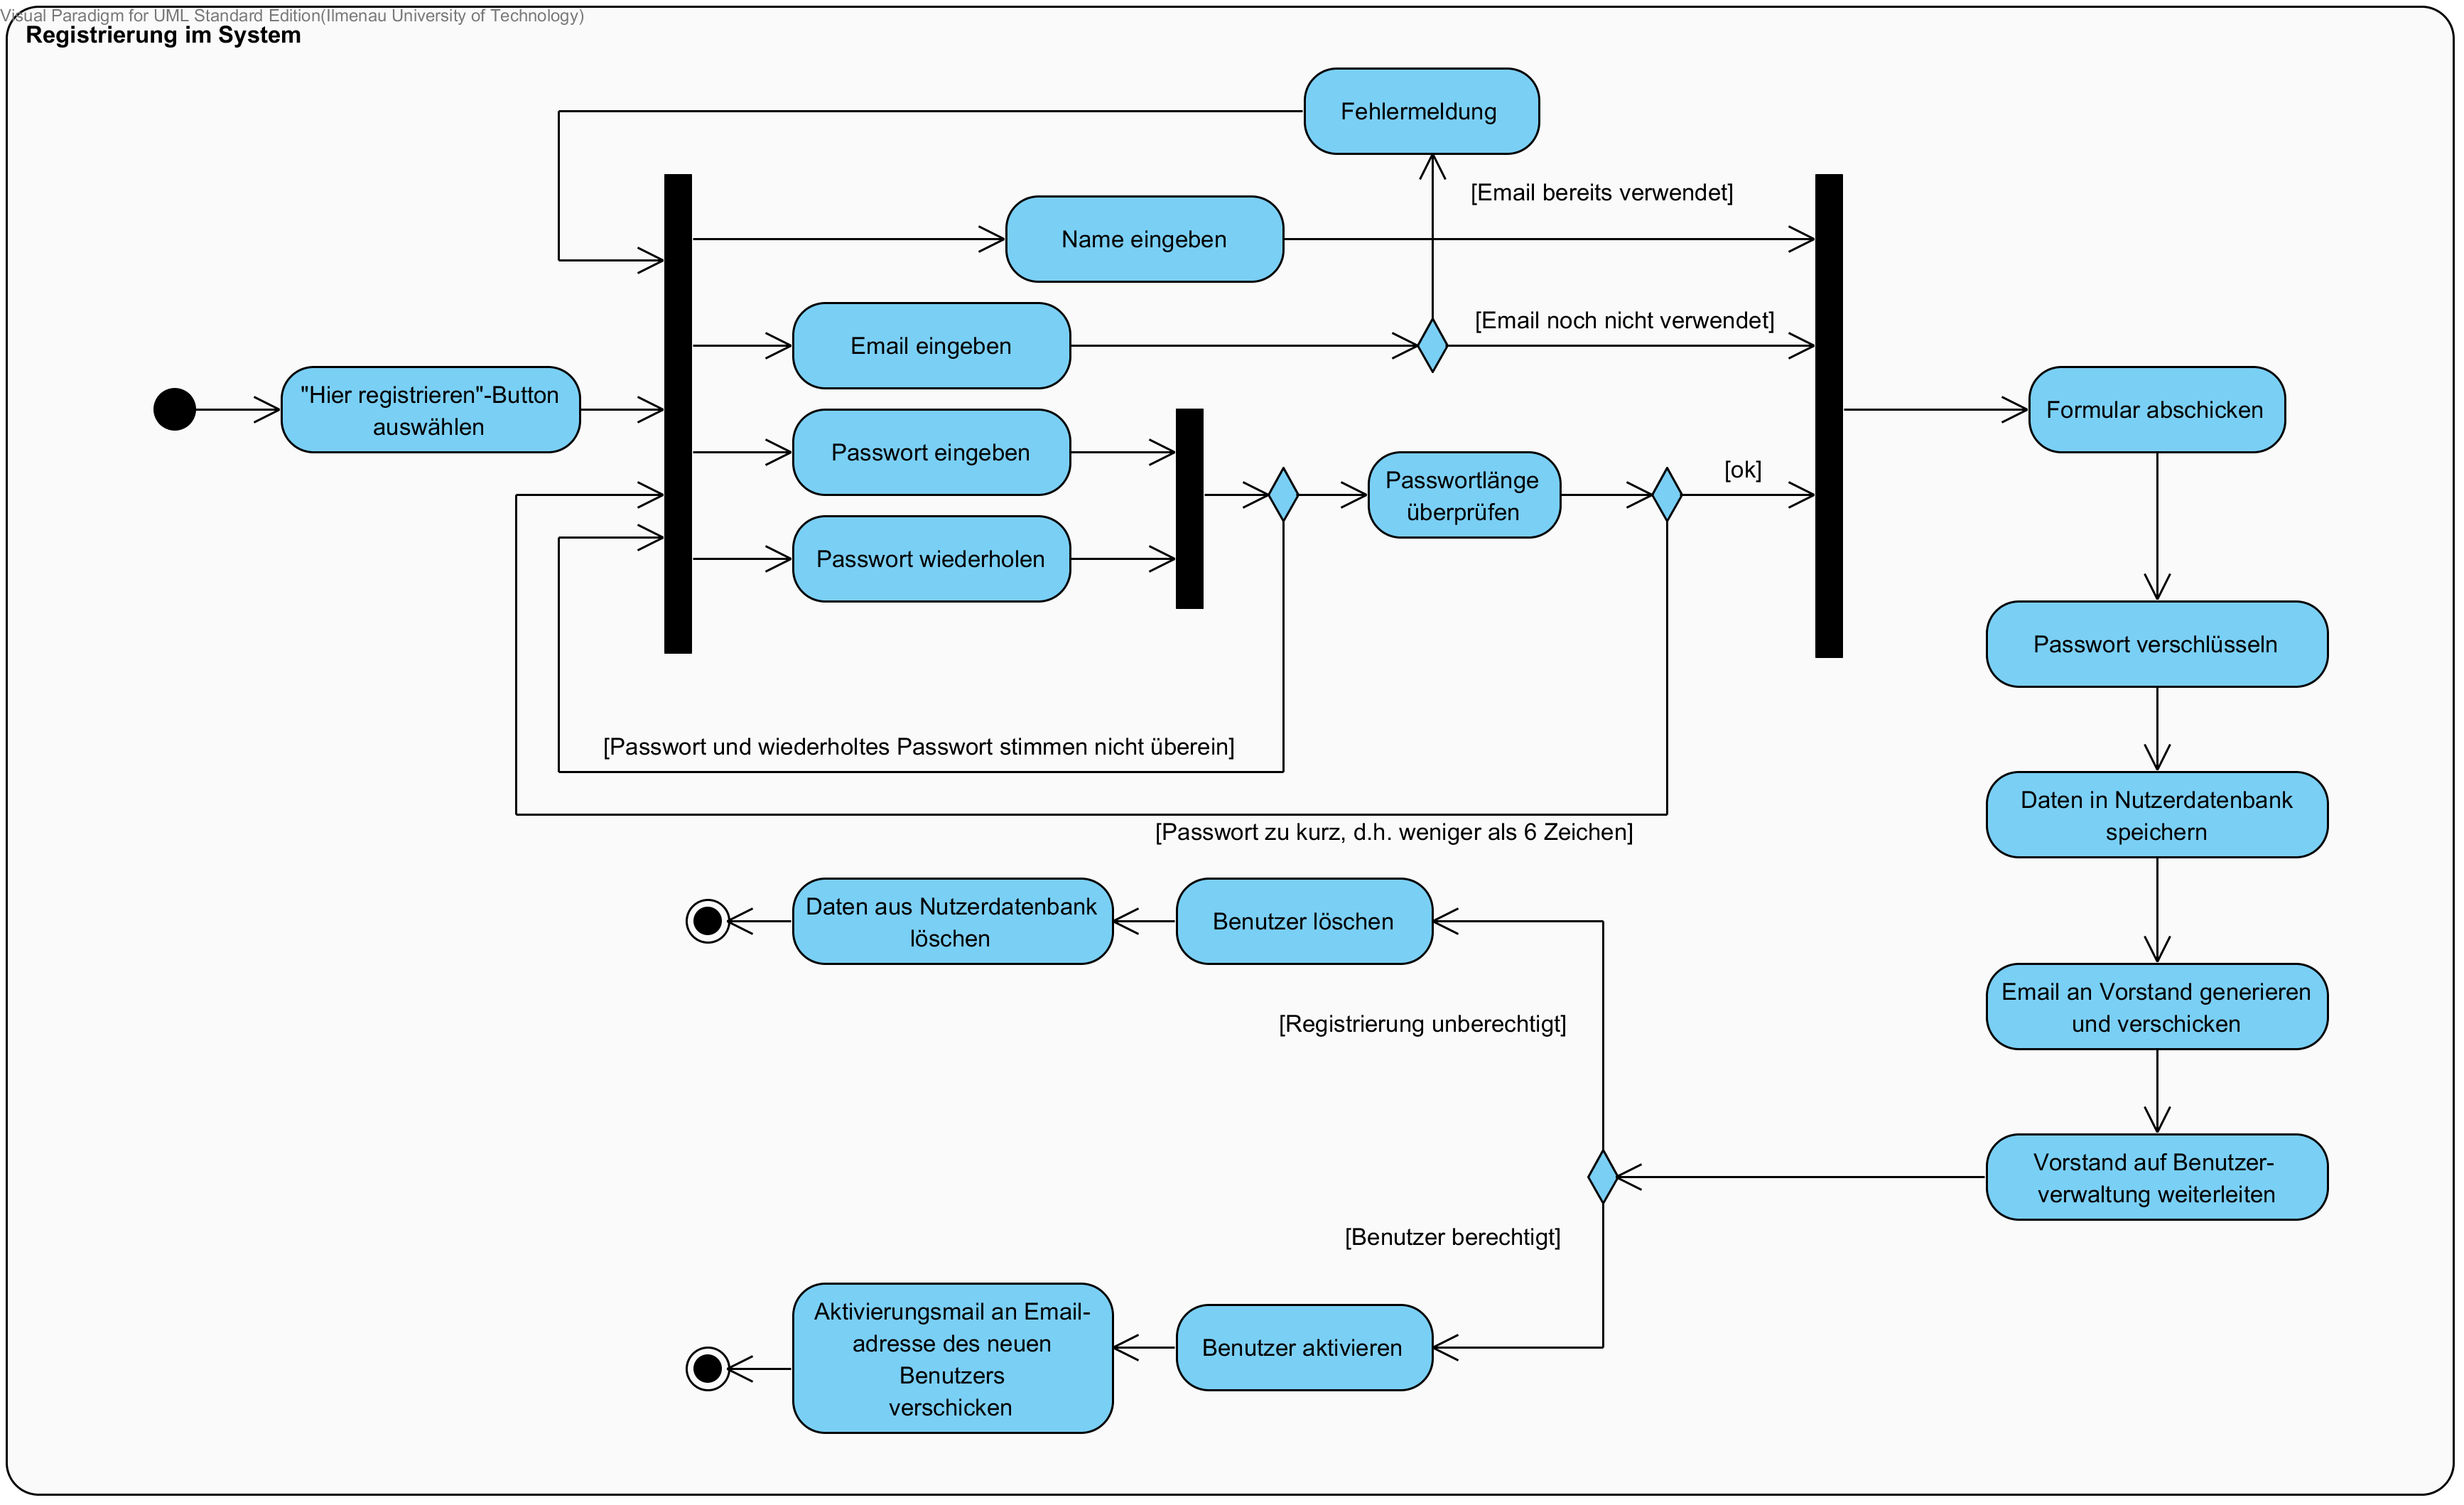 Visual Paradigm for UML Standard Edition(Ilmenau University of Technology)
Registrierung im System
Fehlermeldung
[Email bereits verwendet]
Name eingeben
[Email noch nicht verwendet]
Email eingeben
"Hier registrieren"-Button
auswählen
Formular abschicken
Passwort eingeben
Passwortlänge
überprüfen
[ok]
Passwort wiederholen
Passwort verschlüsseln
[Passwort und wiederholtes Passwort stimmen nicht überein]
[Passwort zu kurz, d.h. weniger als 6 Zeichen]
Daten in Nutzerdatenbank
speichern
Daten aus Nutzerdatenbank
löschen
Benutzer löschen
Email an Vorstand generieren
und verschicken
[Registrierung unberechtigt]
Vorstand auf Benutzer-
verwaltung weiterleiten
[Benutzer berechtigt]
Aktivierungsmail an Email-
adresse des neuen
Benutzers
verschicken
Benutzer aktivieren